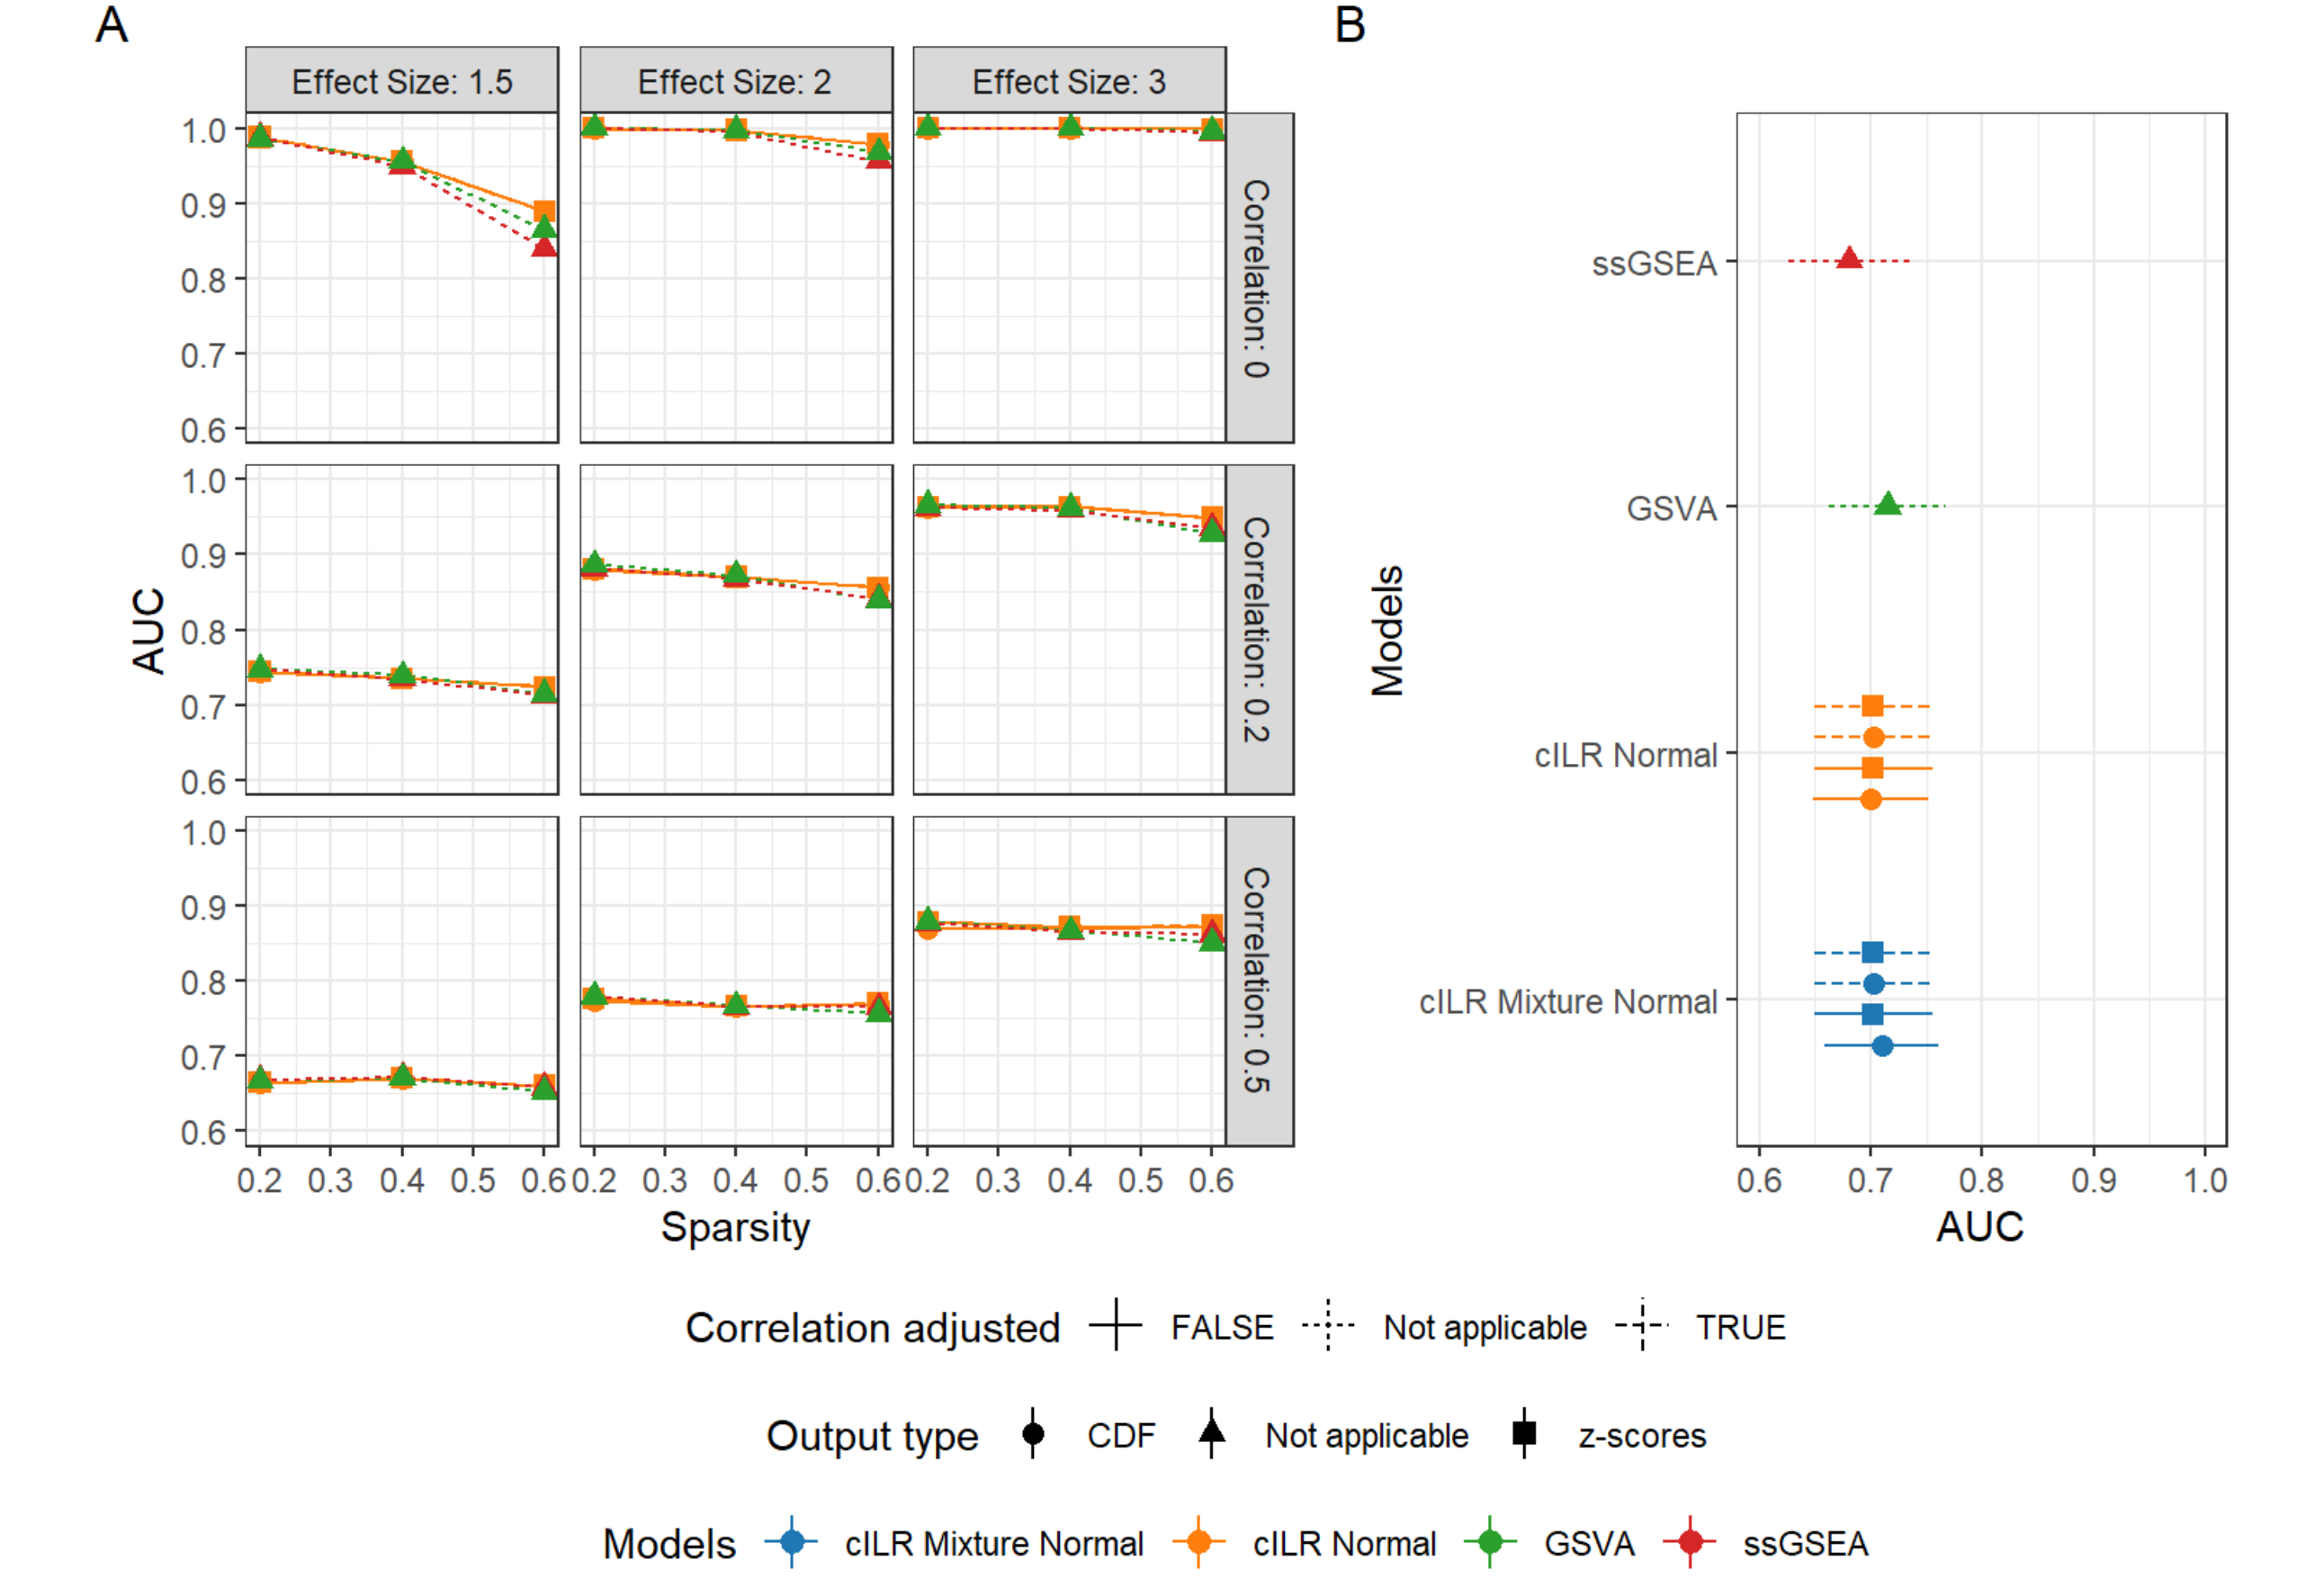 A
B
Effect Size: 1.5
Effect Size: 2
Effect Size: 3
1.0
0.9
0.8
0.7
0.6
Correlation: 0
1.0
0.9
0.8
0.7
0.6
Correlation: 0.2
1.0
0.9
0.8
0.7
0.6
Correlation: 0.5
AUC
0.2 0.3 0.4 0.5 0.6
0.2 0.3 0.4 0.5 0.6
0.2 0.3 0.4 0.5 0.6
Sparsity
Models
ssGSEA
GSVA
cILR Normal
cILR Mixture Normal
0.6 0.7 0.8 0.9 1.0
AUC
Correlation adjusted FALSE Not applicable TRUE
Output type CDF Not applicable z-scores
Models cILR Mixture Normal cILR Normal GSVA ssGSEA